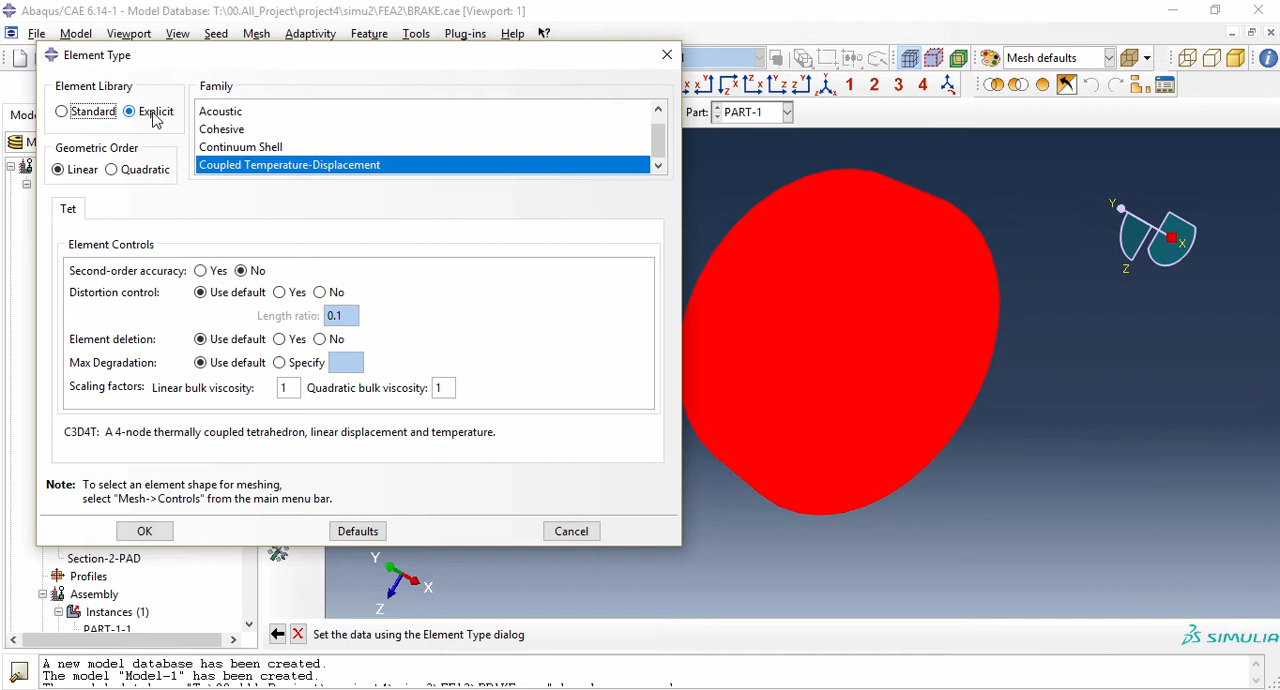 Abaqus/CAE 6.14-1 - Model Database: T:\00.All_Project\project4\simu2\FEA2\BRAKE.cae [Viewport: 1]
File Model Viewport View Seed Mesh Adaptivity Feature Tools Plug-ins Help
Mesh defaults
1 2 3 4
Part: PART-1
Element Type
Element Library
Standard Explicit
Geometric Order
Linear Quadratic
Family
Acoustic
Cohesive
Continuum Shell
Coupled Temperature-Displacement
Tet
Element Controls
Second-order accuracy: Yes No
Distortion control: Use default Yes No
Length ratio: 0.1
Element deletion: Use default Yes No
Max Degradation: Use default Specify
Scaling factors: Linear bulk viscosity: 1 Quadratic bulk viscosity: 1
C3D4T: A 4-node thermally coupled tetrahedron, linear displacement and temperature.
Note: To select an element shape for meshing,
select "Mesh->Controls" from the main menu bar.
OK Defaults Cancel
Y
X
Z
Section-2-PAD
Profiles
Assembly
Instances (1)
PART-1-1
Y
X
Z
Set the data using the Element Type dialog
SIMULIA
A new model database has been created.
The model "Model-1" has been created.